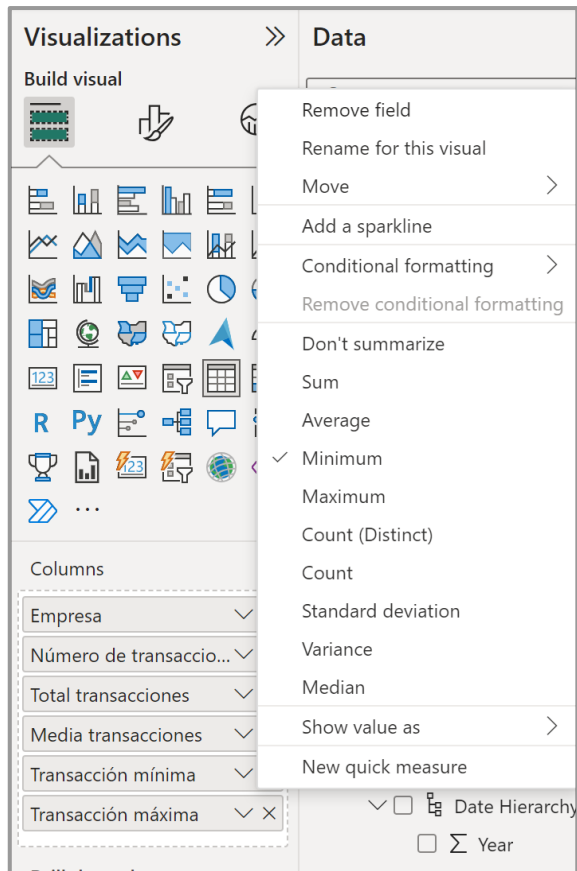 Visualizations
Data
Build visual
Remove field
Rename for this visual
Move
Add a sparkline
Conditional formatting
Remove conditional formatting
Don't summarize
Sum
Average
Minimum
Maximum
Count (Distinct)
Count
Standard deviation
Variance
Median
Show value as
New quick measure
123
R Py
123
Columns
Empresa
Número de transaccio...
Total transacciones
Media transacciones
Transacción mínima
Transacción máxima
Date Hierarchy
Year